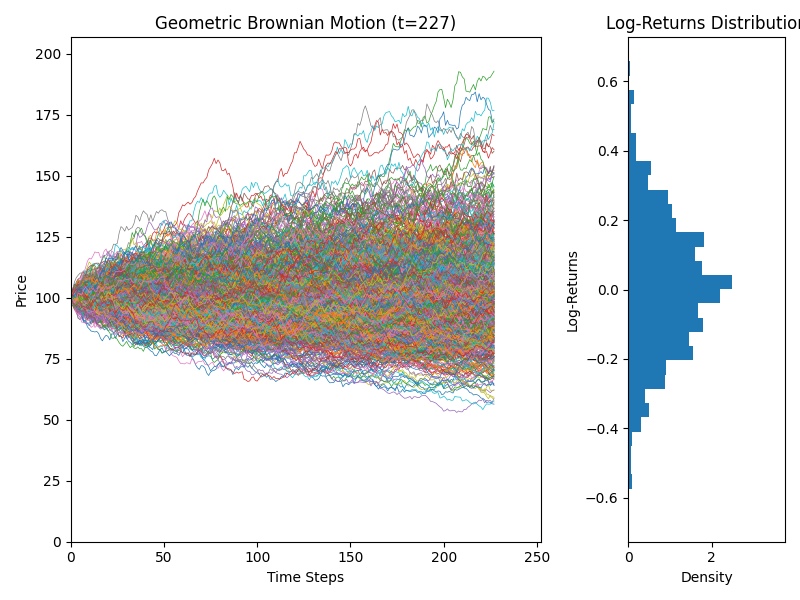 Geometric Brownian Motion (t=227)
Log-Returns Distribution
Price
200
175
150
125
100
75
50
25
0
0 50 100 150 200 250
Time Steps
Log-Returns
0.6
0.4
0.2
0.0
−0.2
−0.4
−0.6
0 2
Density